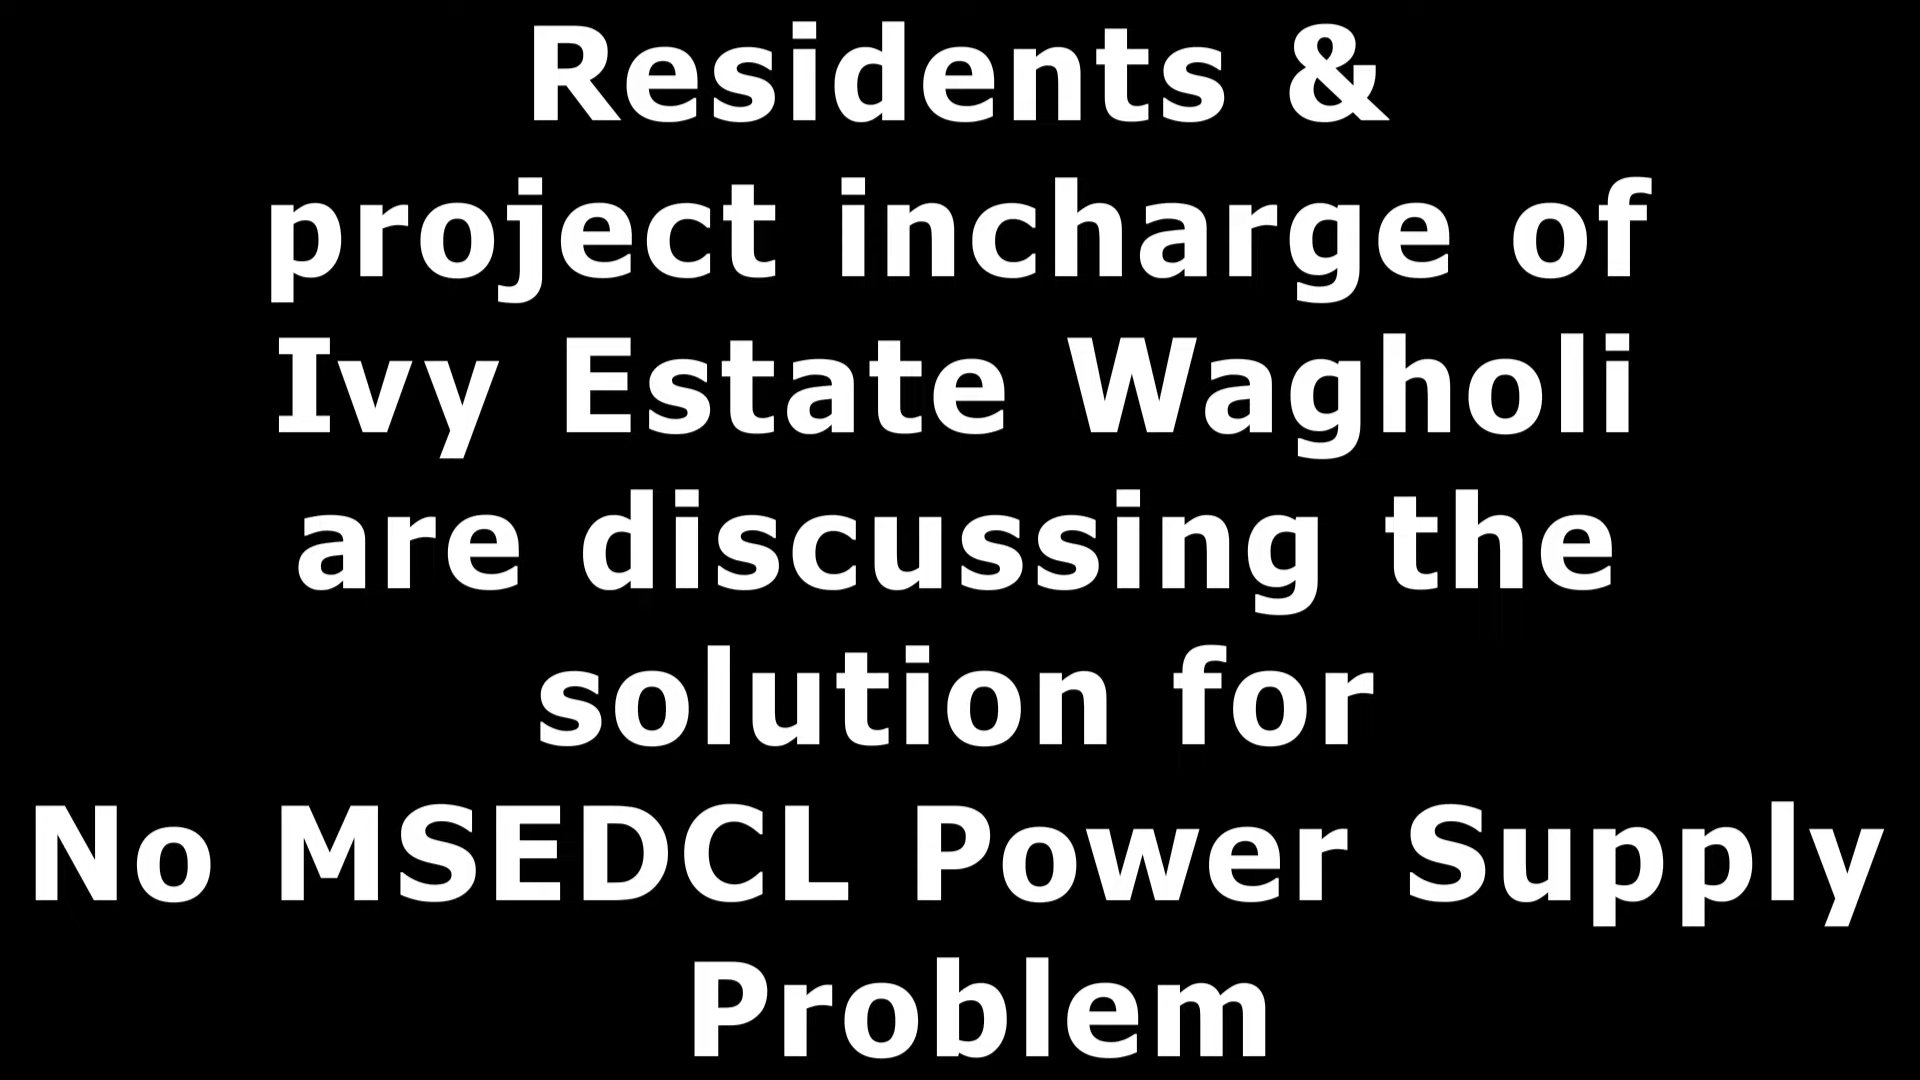 Residents &
project incharge of
Ivy Estate Wagholi
are discussing the
solution for
No MSEDCL Power Supply
Problem